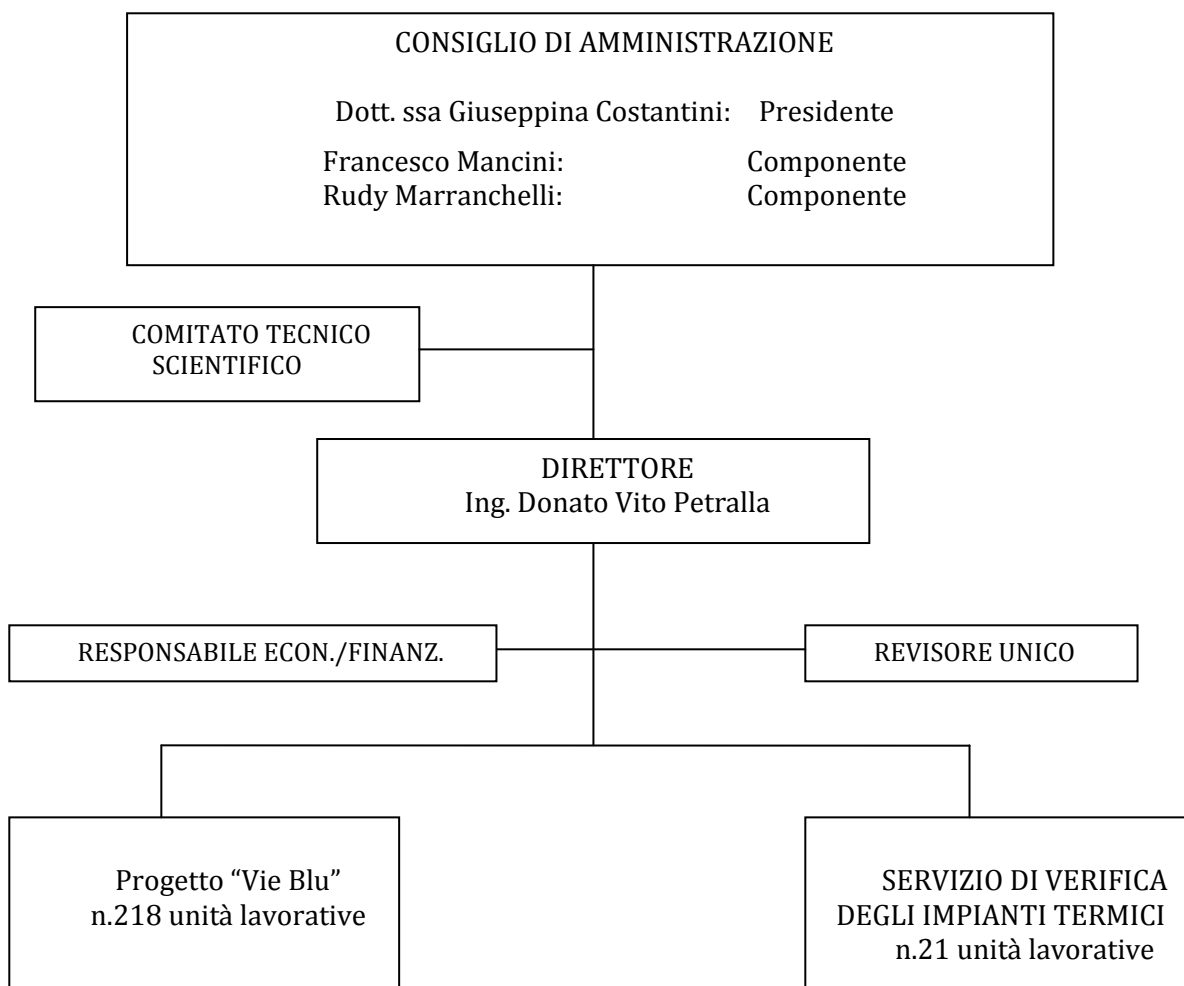 CONSIGLIO DI AMMINISTRAZIONE
Dott. ssa Giuseppina Costantini: Presidente
Francesco Mancini: Componente
Rudy Marranchelli: Componente
COMITATO TECNICO
SCIENTIFICO
DIRETTORE
Ing. Donato Vito Petralla
RESPONSABILE ECON./FINANZ.
REVISORE UNICO
Progetto “Vie Blu”
n.218 unità lavorative
SERVIZIO DI VERIFICA
DEGLI IMPIANTI TERMICI
n.21 unità lavorative